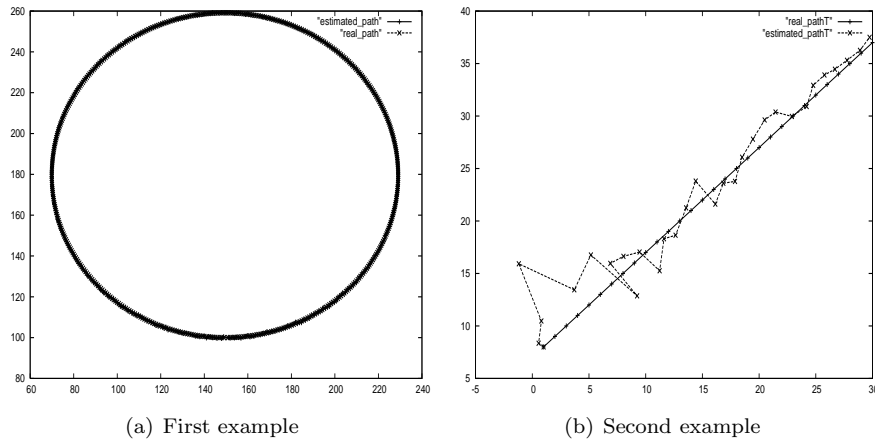 260
240
220
200
180
160
140
120
100
80
60 80 100 120 140 160 180 200 220 240
"estimated_path"
"real_path"
(a) First example
40
35
30
25
20
15
10
5
-5 0 5 10 15 20 25 30
"real_pathT"
"estimated_pathT"
(b) Second example